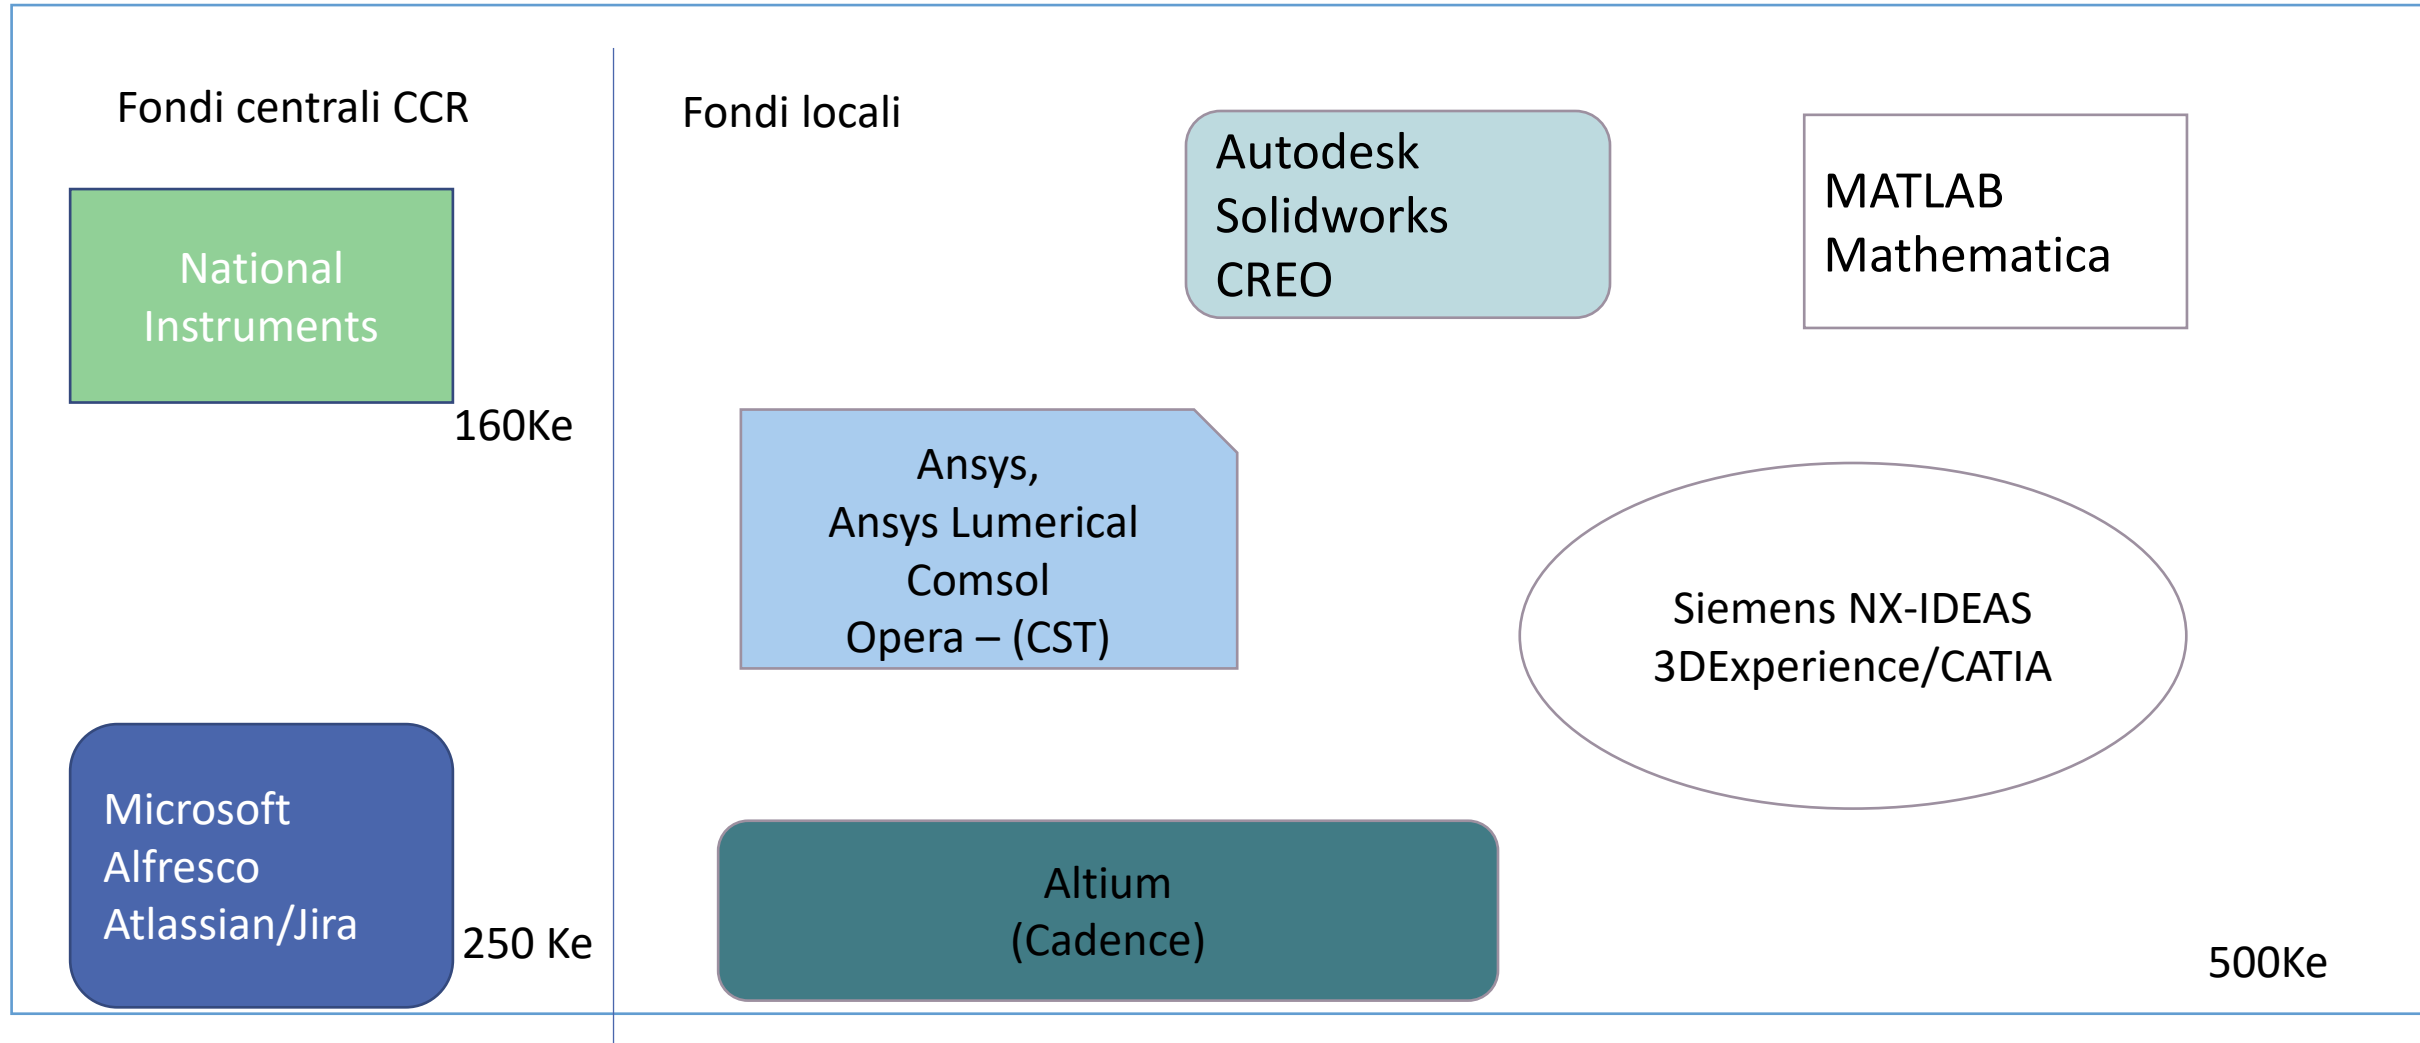 Fondi centrali CCR
National
Instruments
160Ke
Microsoft
Alfresco
Atlassian/Jira
250 Ke
Fondi locali
Autodesk
Solidworks
CREO
MATLAB
Mathematica
Ansys,
Ansys Lumerical
Comsol
Opera – (CST)
Siemens NX-IDEAS
3DExperience/CATIA
Altium
(Cadence)
500Ke